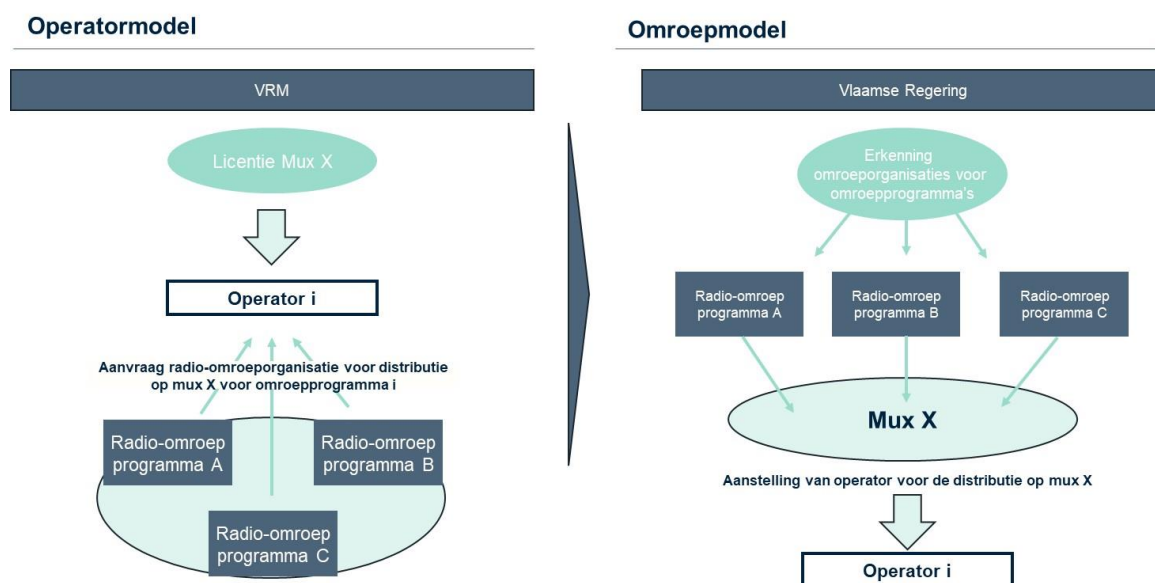 Operatormodel
VRM
Licentie Mux X
Operator i
Aanvraag radio-omroeporganisatie voor distributie
op mux X voor omroepprogramma i
Radio-omroep
programma A
Radio-omroep
programma B
Radio-omroep
programma C
Omroepmodel
Vlaamse Regering
Erkenning
omroeporganisaties voor
omroepprogramma's
Radio-omroep
programma A
Radio-omroep
programma B
Radio-omroep
programma C
Mux X
Aanstelling van operator voor de distributie op mux X
Operator i